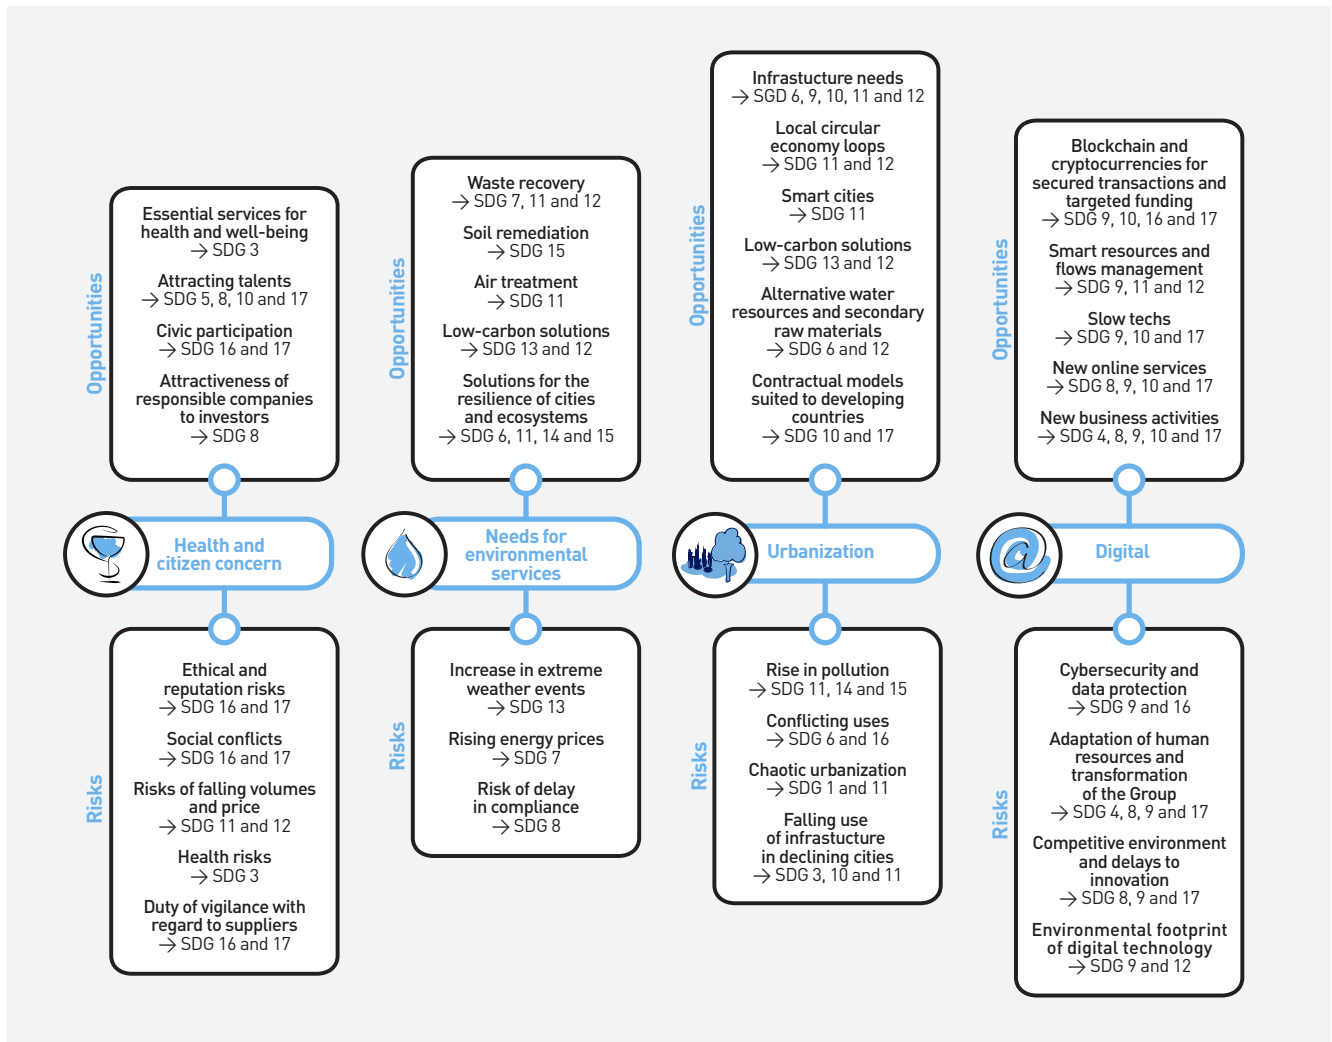 Opportunities
Essential services for
health and well-being
→ SDG 3
Attracting talents
→ SDG 5, 8, 10 and 17
Civic participation
→ SDG 16 and 17
Attractiveness of
responsible companies
to investors
→ SDG 8
Health and
citizen concern
Risks
Ethical and
reputation risks
→ SDG 16 and 17
Social conflicts
→ SDG 16 and 17
Risks of falling volumes
and price
→ SDG 11 and 12
Health risks
→ SDG 3
Duty of vigilance with
regard to suppliers
→ SDG 16 and 17
Opportunities
Waste recovery
→ SDG 7, 11 and 12
Soil remediation
→ SDG 15
Air treatment
→ SDG 11
Low-carbon solutions
→ SDG 13 and 12
Solutions for the
resilience of cities
and ecosystems
→ SDG 6, 11, 14 and 15
Needs for
environmental
services
Risks
Increase in extreme
weather events
→ SDG 13
Rising energy prices
→ SDG 7
Risk of delay
in compliance
→ SDG 8
Opportunities
Infrastucture needs
→ SGD 6, 9, 10, 11 and 12
Local circular
economy loops
→ SDG 11 and 12
Smart cities
→ SDG 11
Low-carbon solutions
→ SDG 13 and 12
Alternative water
resources and secondary
raw materials
→ SDG 6 and 12
Contractual models
suited to developing
countries
→ SDG 10 and 17
Urbanization
Risks
Rise in pollution
→ SDG 11, 14 and 15
Conflicting uses
→ SDG 6 and 16
Chaotic urbanization
→ SDG 1 and 11
Falling use
of infrastucture
in declining cities
→ SDG 3, 10 and 11
Opportunities
Blockchain and
cryptocurrencies for
secured transactions and
targeted funding
→ SDG 9, 10, 16 and 17
Smart resources and
flows management
→ SDG 9, 11 and 12
Slow techs
→ SDG 9, 10 and 17
New online services
→ SDG 8, 9, 10 and 17
New business activities
→ SDG 4, 8, 9, 10 and 17
@
Digital
Risks
Cybersecurity and
data protection
→ SDG 9 and 16
Adaptation of human
resources and
transformation
of the Group
→ SDG 4, 8, 9 and 17
Competitive environment
and delays to
innovation
→ SDG 8, 9 and 17
Environmental footprint
of digital technology
→ SDG 9 and 12